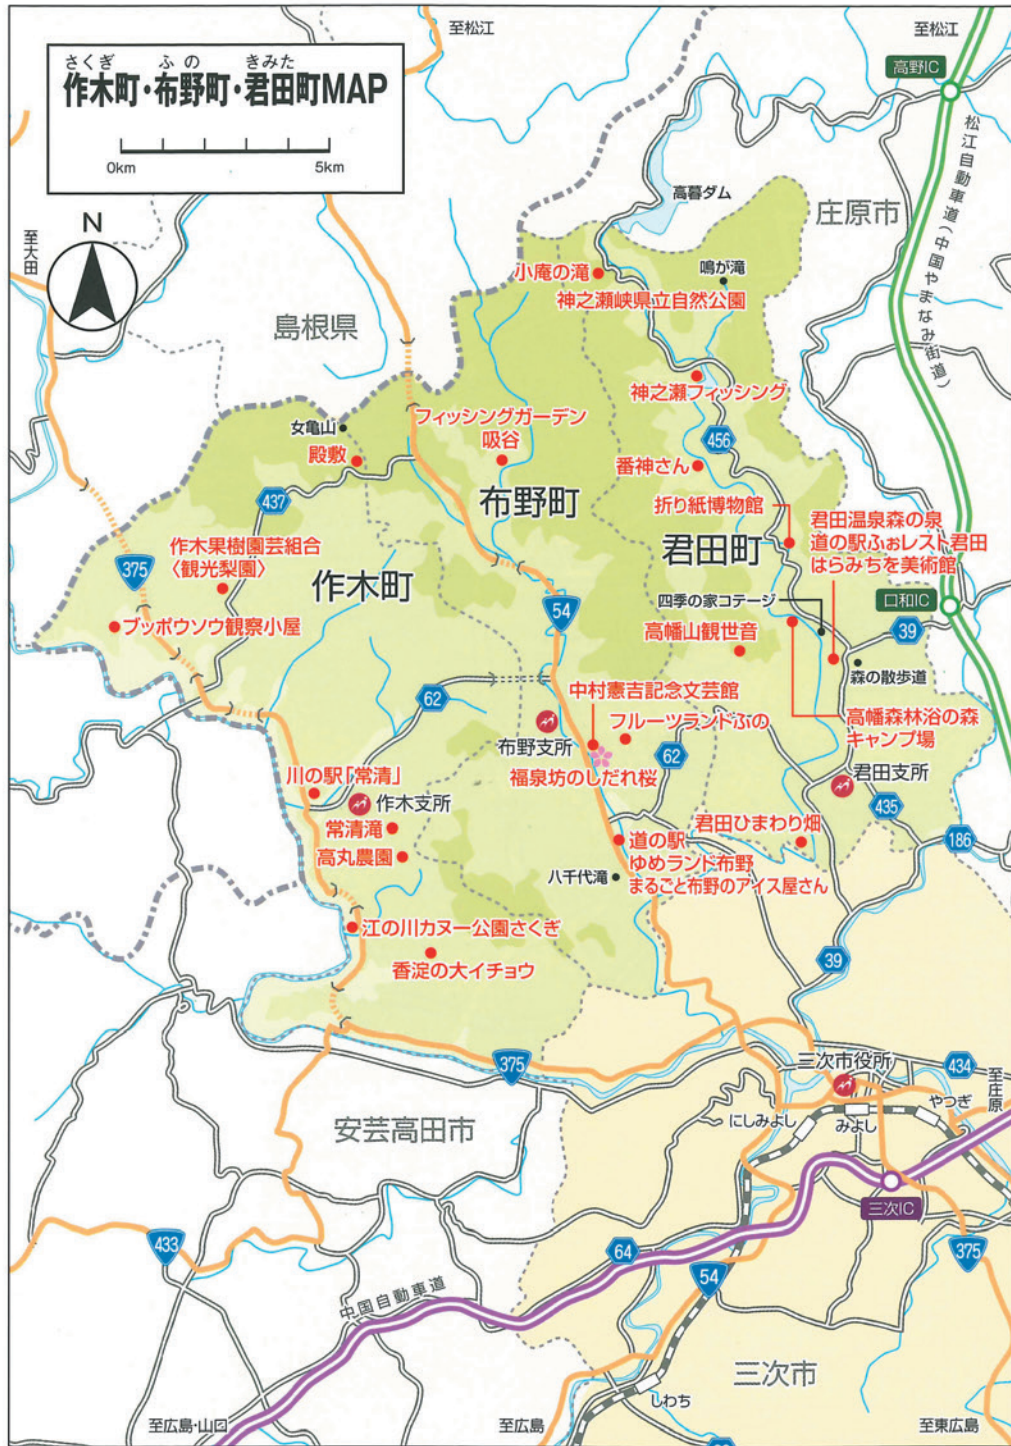 至松江
至松江
さくぎ ふの きみた
作木町・布野町・君田町MAP
0km 5km
高野IC
松江自動車道(中国やまなみ街道)
高暮ダム
庄原市
N
至大田
島根県
小庵の滝
鳴が滝
神之瀬峡県立自然公園
神之瀬フィッシング
女亀山
殿敷
フィッシングガーデン
吸谷
456
番神さん
437
布野町
折り紙博物館
君田町
君田温泉森の泉
道の駅ふぉレスト君田
はらみちを美術館
作木果樹園芸組合
〈観光梨園〉
375
作木町
54
四季の家コテージ
口和IC
39
ブッポウソウ観察小屋
高幡山観世音
森の散歩道
62
中村憲吉記念文芸館
布野支所
フルーツランドふの
高幡森林浴の森
キャンプ場
福泉坊のしだれ桜
62
川の駅「常清」
作木支所
君田支所
435
常清滝
君田ひまわり畑
186
高丸農園
道の駅
ゆめランド布野
まるごと布野のアイス屋さん
八千代滝
江の川カヌー公園さくぎ
香淀の大イチョウ
39
375
三次市役所
434
至庄原
やつぎ
にしみよし
みよし
安芸高田市
三次IC
433
64
54
375
中国自動車道
三次市
しわち
至広島・山口
至広島
至東広島